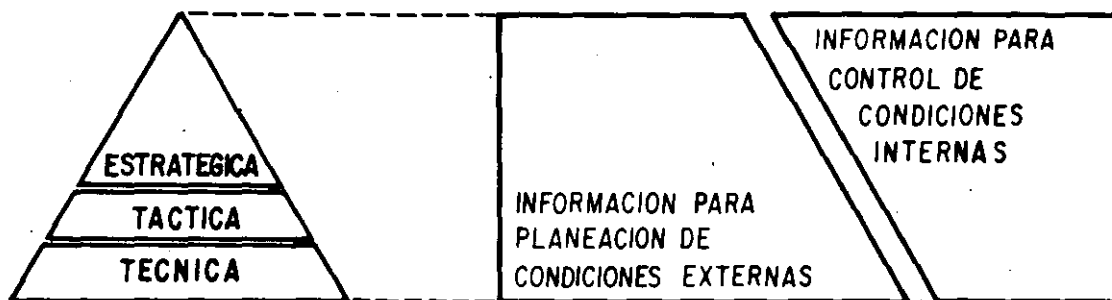 ESTRATEGICA
TACTICA
TECNICA
INFORMACION PARA
PLANEACION DE
CONDICIONES EXTERNAS
INFORMACION PARA
CONTROL DE
CONDICIONES
INTERNAS